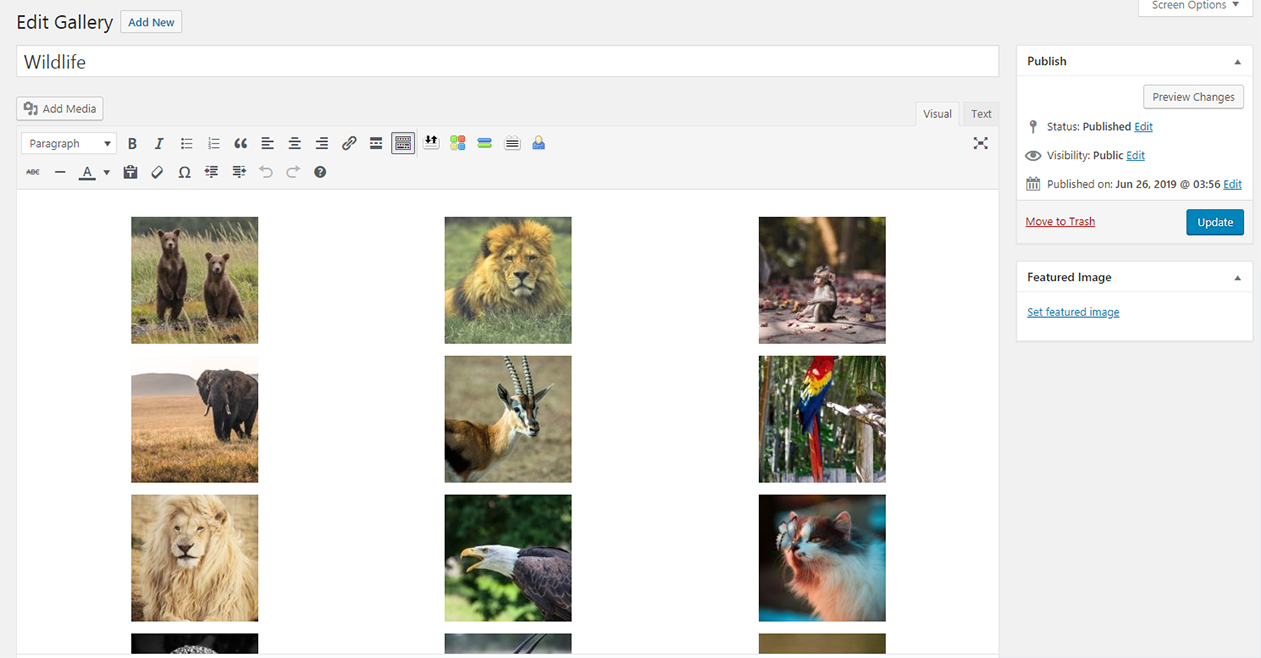 Screen Options
Edit Gallery Add New
Wildlife
Publish
Add Media
Preview Changes
Visual Text
Status: Published Edit
Paragraph B I
Visibility: Public Edit
ABC A
Published on: Jun 26, 2019 @ 03:56 Edit
Move to Trash Update
Featured Image
Set featured image